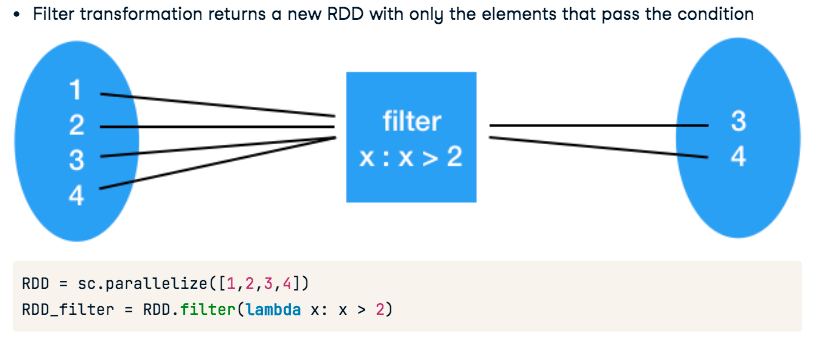 • Filter transformation returns a new RDD with only the elements that pass the condition
1
2
3
4
filter
x : x > 2
3
4
RDD = sc.parallelize([1,2,3,4])
RDD_filter = RDD.filter(lambda x: x > 2)